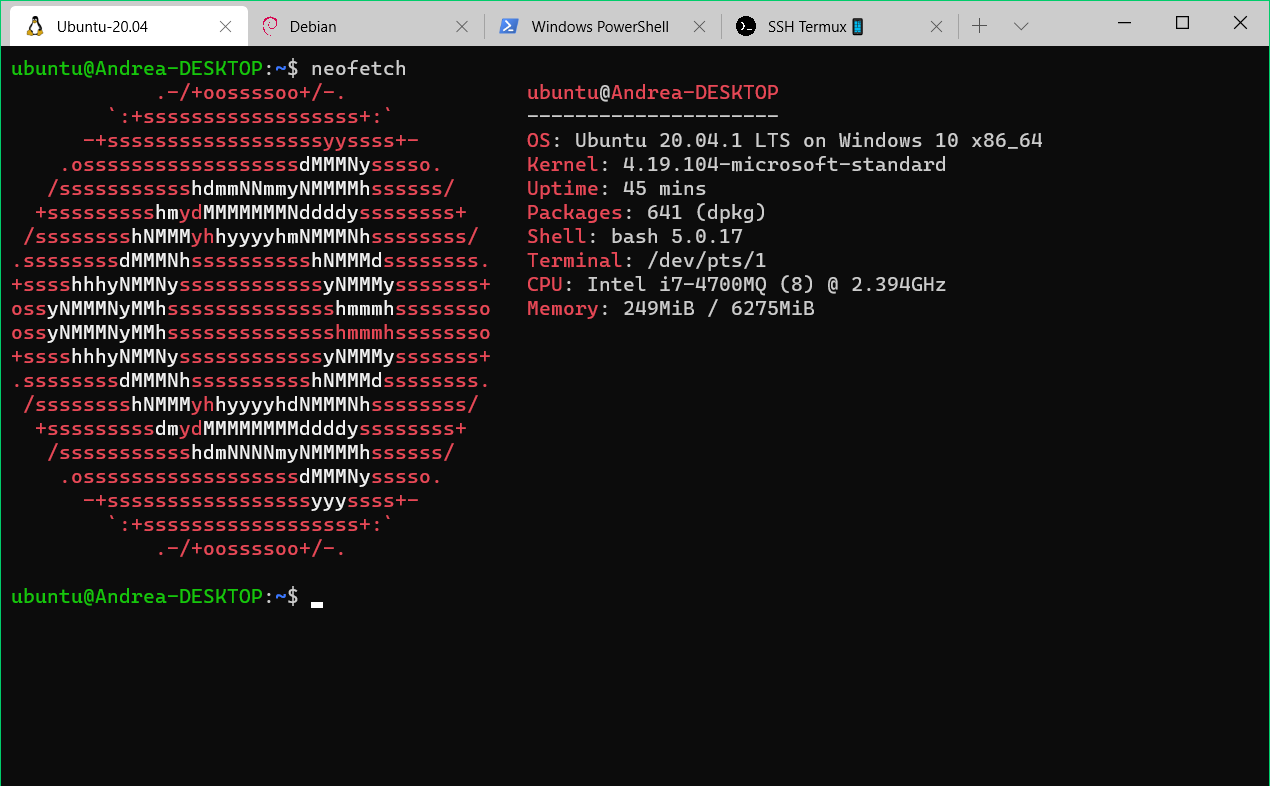 Ubuntu-20.04 Debian Windows PowerShell SSH Termux📱
ubuntu@Andrea-DESKTOP:~$ neofetch
            .-/+oossssoo+/-.               ubuntu@Andrea-DESKTOP
        `:+ssssssssssssssssss+:`           ---------------------
      -+ssssssssssssssssssyyssss+-         OS: Ubuntu 20.04.1 LTS on Windows 10 x86_64
    .ossssssssssssssssssdMMMNysssso.       Kernel: 4.19.104-microsoft-standard
   /ssssssssssshdmmNNmmyNMMMMhssssss/      Uptime: 45 mins
  +ssssssssshmydMMMMMMMNddddyssssssss+     Packages: 641 (dpkg)
 /sssssssshNMMMyhhyyyyhmNMMMNhssssssss/    Shell: bash 5.0.17
.ssssssssdMMMNhsssssssssshNMMMdssssssss.   Terminal: /dev/pts/1
+sssshhhyNMMNyssssssssssssyNMMMysssssss+   CPU: Intel i7-4700MQ (8) @ 2.394GHz
ossyNMMMNyMMhsssssssssssssshmmmhssssssso   Memory: 249MiB / 6275MiB
ossyNMMMNyMMhsssssssssssssshmmmhssssssso
+sssshhhyNMMNyssssssssssssyNMMMysssssss+
.ssssssssdMMMNhsssssssssshNMMMdssssssss.
 /sssssssshNMMMyhhyyyyhdNMMMNhssssssss/
  +sssssssssdmydMMMMMMMMddddyssssssss+
   /ssssssssssshdmNNNNmyNMMMMhssssss/
    .ossssssssssssssssssdMMMNysssso.
      -+sssssssssssssssssyyyssss+-
        `:+ssssssssssssssssss+:`
            .-/+oossssoo+/-.
ubuntu@Andrea-DESKTOP:~$